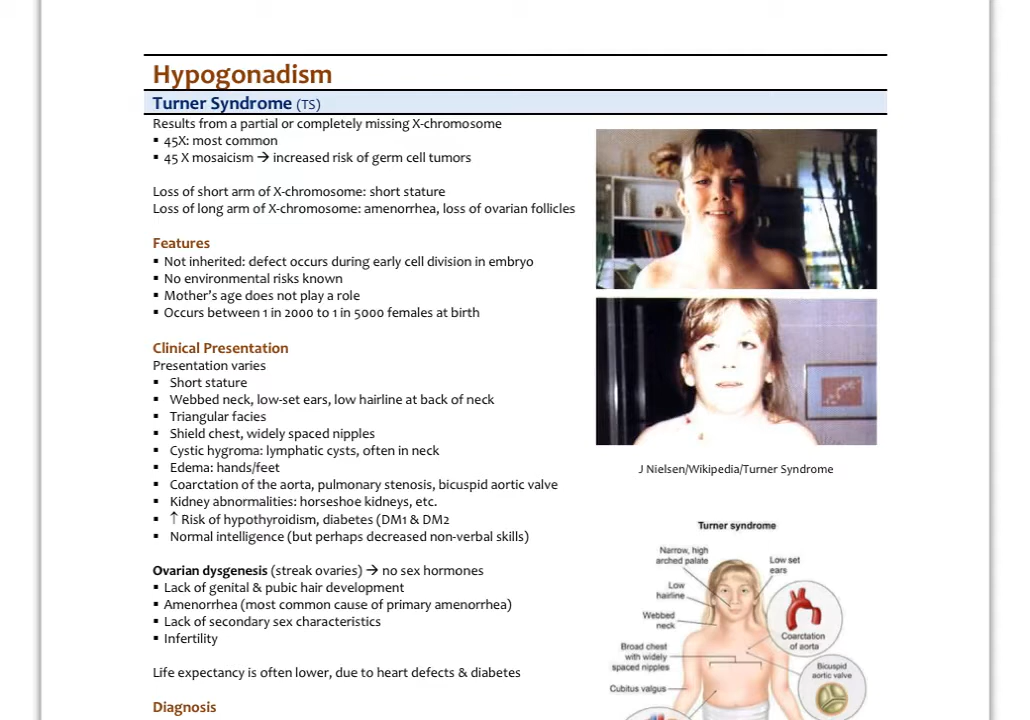 Hypogonadism
Turner Syndrome (TS)
Results from a partial or completely missing X-chromosome
▪ 45X: most common
▪ 45 X mosaicism → increased risk of germ cell tumors
Loss of short arm of X-chromosome: short stature
Loss of long arm of X-chromosome: amenorrhea, loss of ovarian follicles
Features
▪ Not inherited: defect occurs during early cell division in embryo
▪ No environmental risks known
▪ Mother's age does not play a role
▪ Occurs between 1 in 2000 to 1 in 5000 females at birth
Clinical Presentation
Presentation varies
▪ Short stature
▪ Webbed neck, low-set ears, low hairline at back of neck
▪ Triangular facies
▪ Shield chest, widely spaced nipples
▪ Cystic hygroma: lymphatic cysts, often in neck
▪ Edema: hands/feet
▪ Coarctation of the aorta, pulmonary stenosis, bicuspid aortic valve
▪ Kidney abnormalities: horseshoe kidneys, etc.
▪ ↑ Risk of hypothyroidism, diabetes (DM1 & DM2
▪ Normal intelligence (but perhaps decreased non-verbal skills)
Ovarian dysgenesis (streak ovaries) → no sex hormones
▪ Lack of genital & pubic hair development
▪ Amenorrhea (most common cause of primary amenorrhea)
▪ Lack of secondary sex characteristics
▪ Infertility
Life expectancy is often lower, due to heart defects & diabetes
Diagnosis
J Nielsen/Wikipedia/Turner Syndrome
Turner syndrome
Narrow, high
arched palate
Low set
ears
Low
hairline
Webbed
neck
Coarctation
of aorta
Broad chest
with widely
spaced nipples
Bicuspid
aortic valve
Cubitus valgus